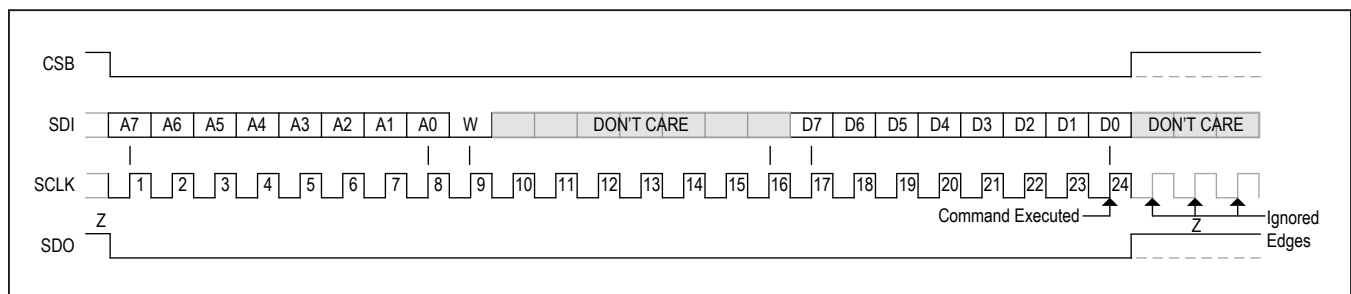 CSB
SDI A7 A6 A5 A4 A3 A2 A1 A0 W DON'T CARE D7 D6 D5 D4 D3 D2 D1 D0 DON'T CARE
SCLK 1 2 3 4 5 6 7 8 9 10 11 12 13 14 15 16 17 18 19 20 21 22 23 24
Z Command Executed Z Ignored
SDO Edges